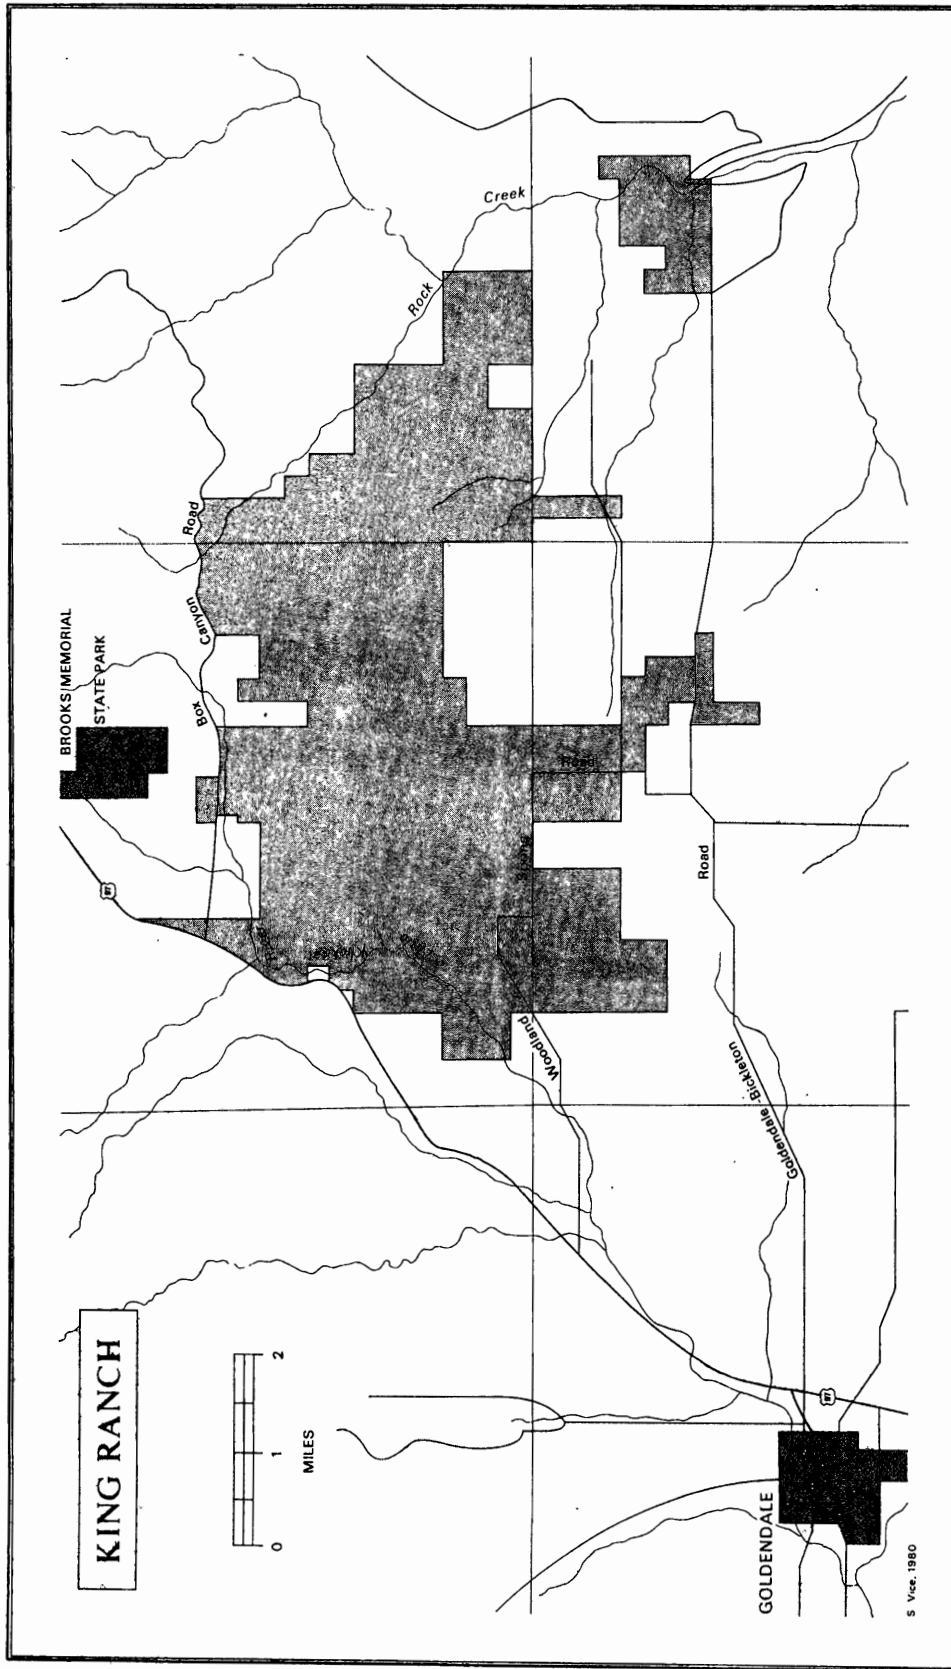 KING RANCH
0 1 2
MILES
BROOKS MEMORIAL
STATE PARK
97
Box Canyon Road
Rock Creek
Woodland
Road
Goldendale-Bickleton Road
97
GOLDENDALE
S Vice, 1980